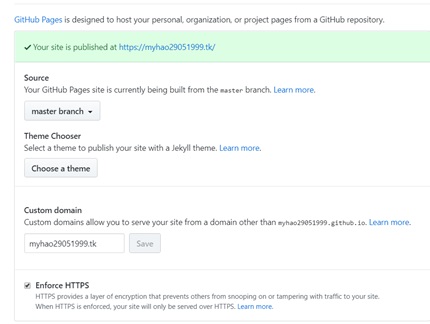 GitHub Pages is designed to host your personal, organization, or project pages from a GitHub repository.
✓ Your site is published at https://myhao29051999.tk/
Source
Your GitHub Pages site is currently being built from the master branch. Learn more.
master branch
Theme Chooser
Select a theme to publish your site with a Jekyll theme. Learn more.
Choose a theme
Custom domain
Custom domains allow you to serve your site from a domain other than myhao29051999.github.io. Learn more.
myhao29051999.tk Save
Enforce HTTPS
HTTPS provides a layer of encryption that prevents others from snooping on or tampering with traffic to your site.
When HTTPS is enforced, your site will only be served over HTTPS. Learn more.